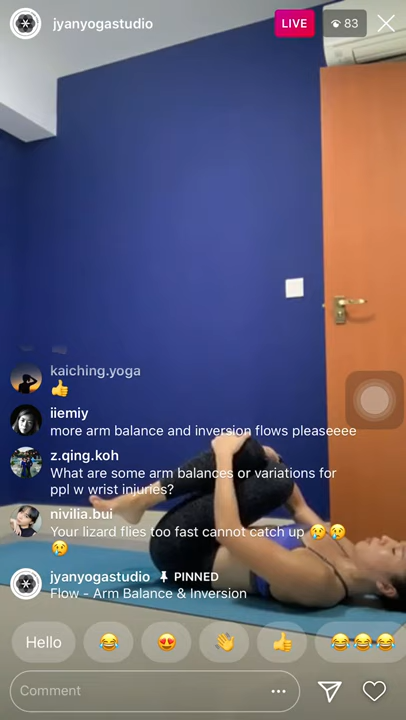 jyanyogastudio
LIVE
83
kaiching.yoga
👍
iiemiy
more arm balance and inversion flows pleaseeee
z.qing.koh
What are some arm balances or variations for
ppl w wrist injuries?
nivilia.bui
Your lizard flies too fast cannot catch up 😢😢
😢
jyanyogastudio PINNED
Flow - Arm Balance & Inversion
Hello 😂 😍 👋 👍 😂😂😂
Comment